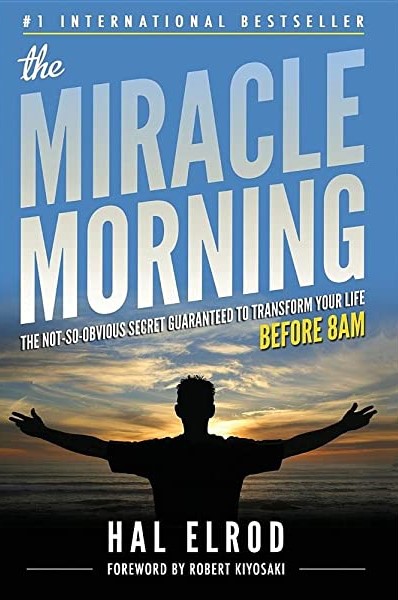 #1 INTERNATIONAL BESTSELLER
the
MIRACLE
MORNING
THE NOT-SO-OBVIOUS SECRET GUARANTEED TO TRANSFORM YOUR LIFE
BEFORE 8AM
HAL ELROD
FOREWORD BY ROBERT KIYOSAKI